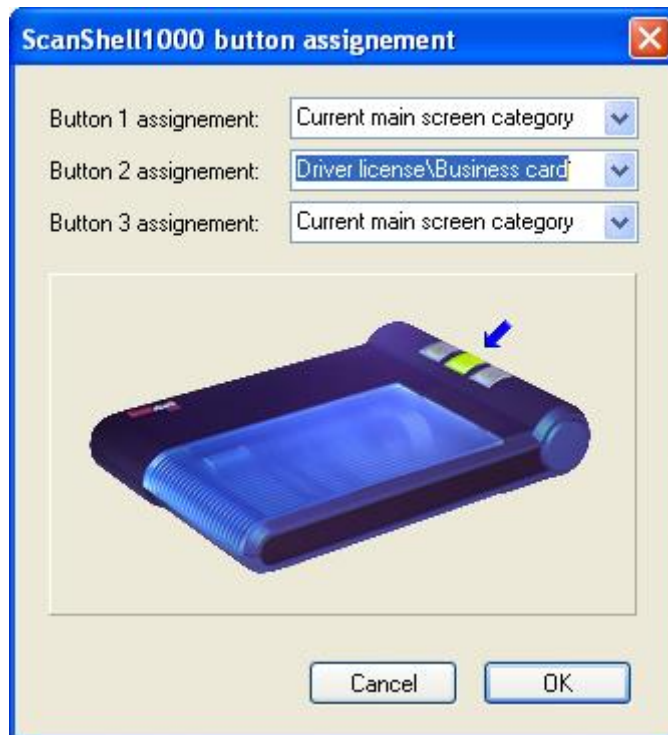 ScanShell1000 button assignement
Button 1 assignement: Current main screen category
Button 2 assignement: Driver license\Business card
Button 3 assignement: Current main screen category
Cancel OK